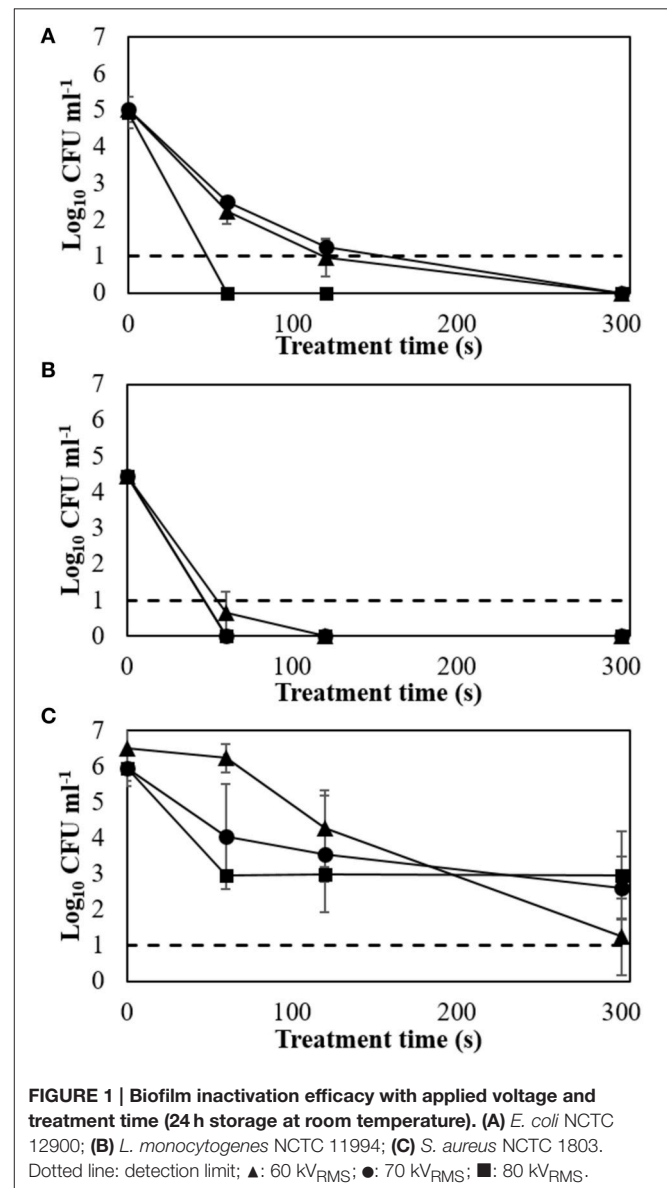 A
7
6
5
4
3
2
1
0
Log₁₀ CFU ml⁻¹
0 100 200 300
Treatment time (s)
B
7
6
5
4
3
2
1
0
Log₁₀ CFU ml⁻¹
0 100 200 300
Treatment time (s)
C
7
6
5
4
3
2
1
0
Log₁₀ CFU ml⁻¹
0 100 200 300
Treatment time (s)
FIGURE 1 | Biofilm inactivation efficacy with applied voltage and
treatment time (24 h storage at room temperature). (A) E. coli NCTC
12900; (B) L. monocytogenes NCTC 11994; (C) S. aureus NCTC 1803.
Dotted line: detection limit; ▲: 60 kVRMS; ●: 70 kVRMS; ■: 80 kVRMS.